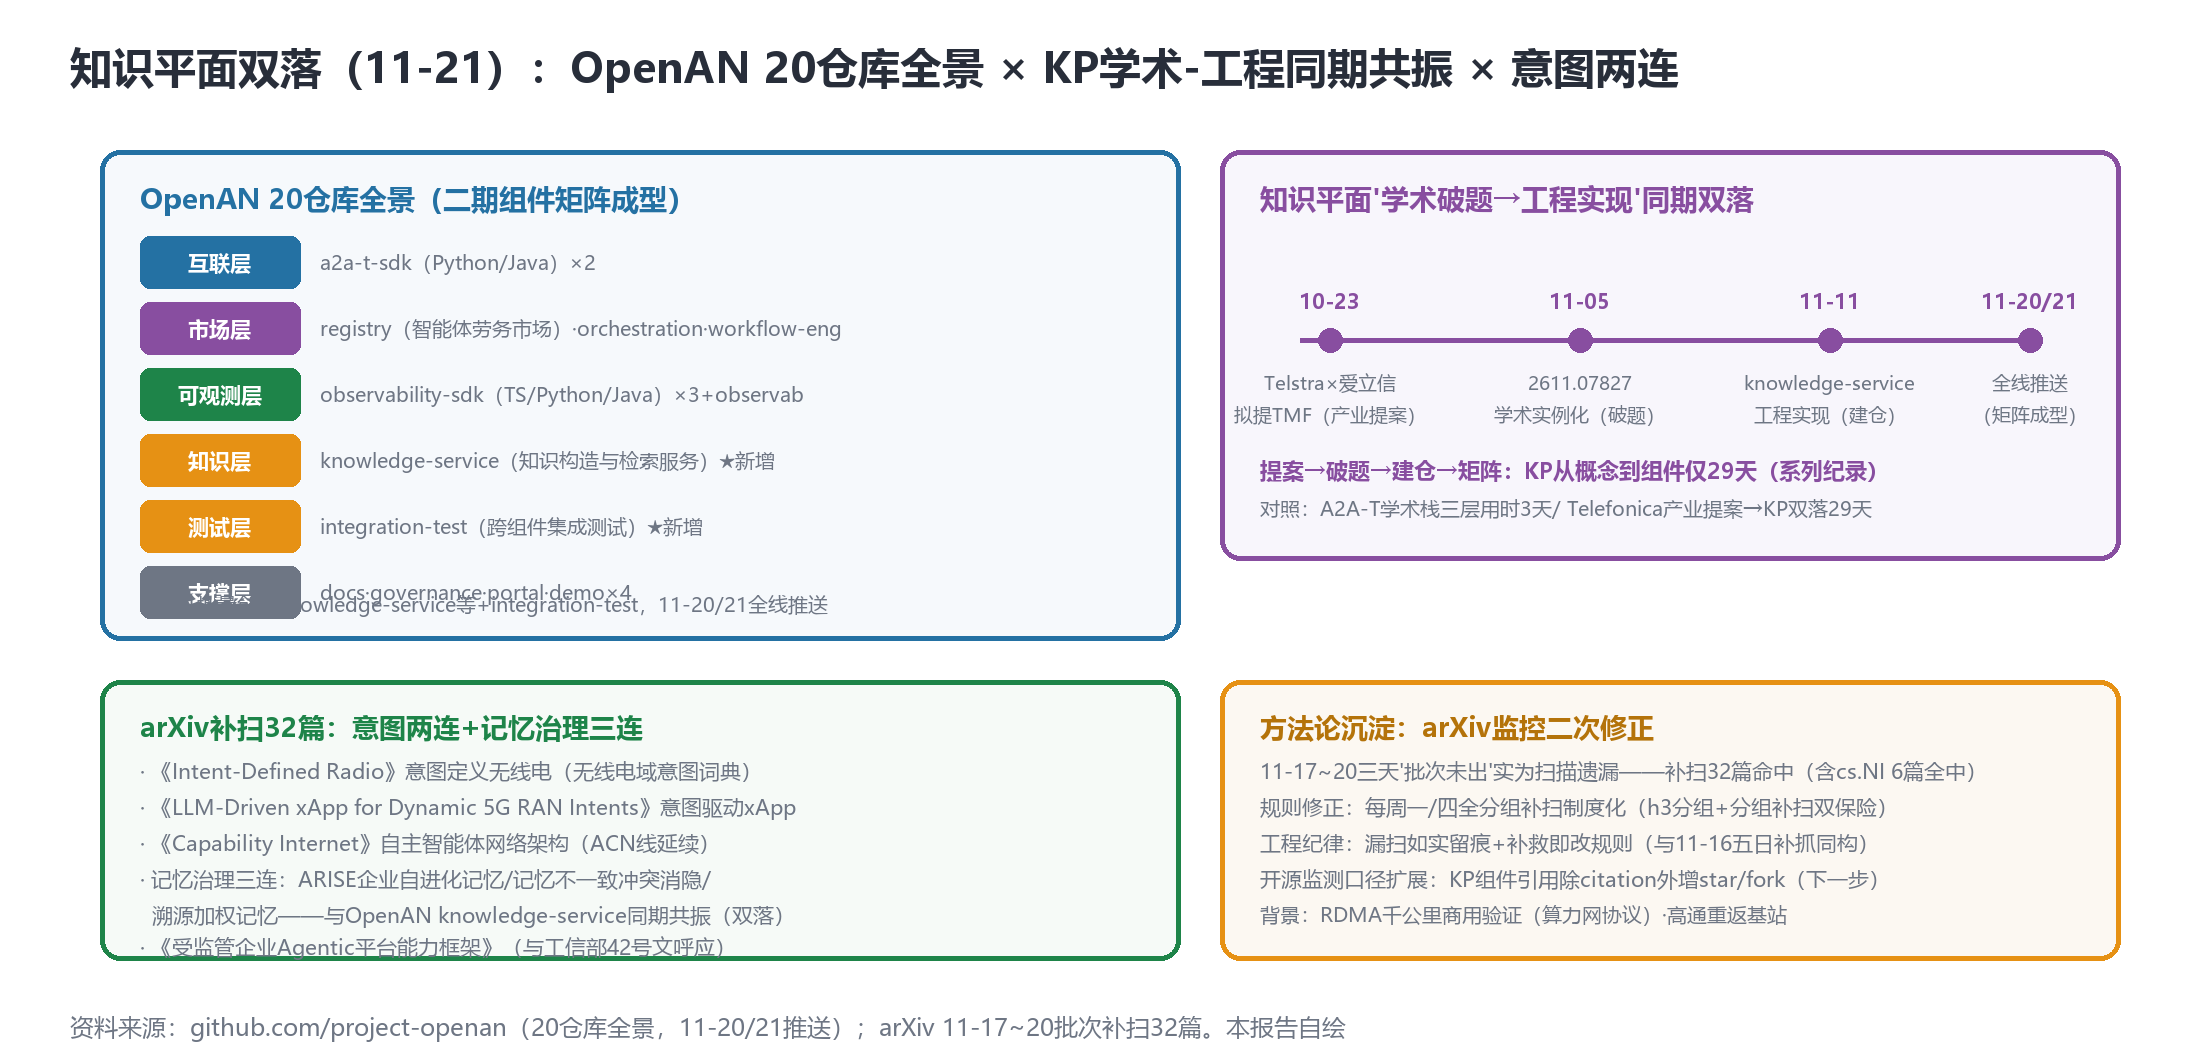 知识平面双落（11-21）：OpenAN 20仓库全景 × KP学术-工程同期共振 × 意图两连
OpenAN 20仓库全景（二期组件矩阵成型）
互联层 a2a-t-sdk（Python/Java）×2
市场层 registry（智能体劳务市场）·orchestration·workflow-eng
可观测层 observability-sdk（TS/Python/Java）×3+observab
知识层 knowledge-service（知识构造与检索服务）★新增
测试层 integration-test（跨组件集成测试）★新增
支撑层 docs·governance·portal·demo×4
owledge-service等+integration-test，11-20/21全线推送
知识平面'学术破题→工程实现'同期双落
10-23 11-05 11-11 11-20/21
Telstra×爱立信 2611.07827 knowledge-service 全线推送
拟提TMF（产业提案） 学术实例化（破题） 工程实现（建仓） （矩阵成型）
提案→破题→建仓→矩阵：KP从概念到组件仅29天（系列纪录）
对照：A2A-T学术栈三层用时3天/ Telefonica产业提案→KP双落29天
arXiv补扫32篇：意图两连+记忆治理三连
· 《Intent-Defined Radio》意图定义无线电（无线电域意图词典）
· 《LLM-Driven xApp for Dynamic 5G RAN Intents》意图驱动xApp
· 《Capability Internet》自主智能体网络架构（ACN线延续）
· 记忆治理三连：ARISE企业自进化记忆/记忆不一致冲突消隐/
溯源加权记忆——与OpenAN knowledge-service同期共振（双落）
· 《受监管企业Agentic平台能力框架》（与工信部42号文呼应）
方法论沉淀：arXiv监控二次修正
11-17~20三天'批次未出'实为扫描遗漏——补扫32篇命中（含cs.NI 6篇全中）
规则修正：每周一/四全分组补扫制度化（h3分组+分组补扫双保险）
工程纪律：漏扫如实留痕+补救即改规则（与11-16五日补抓同构）
开源监测口径扩展：KP组件引用除citation外增star/fork（下一步）
背景：RDMA千公里商用验证（算力网协议）·高通重返基站
资料来源：github.com/project-openan（20仓库全景，11-20/21推送）；arXiv 11-17~20批次补扫32篇。本报告自绘